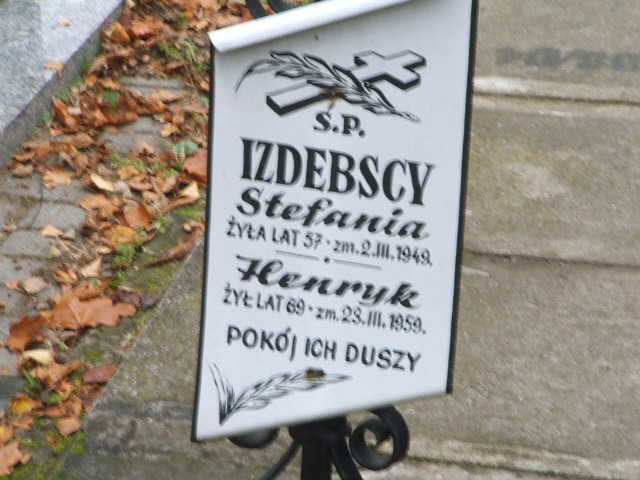 Ś.P.
IZDEBSCY
Stefania
ŻYŁA LAT 57 · zm. 2.III.1949.
Henryk
ŻYŁ LAT 69 · zm. 23.III.1959.
POKÓJ ICH DUSZY